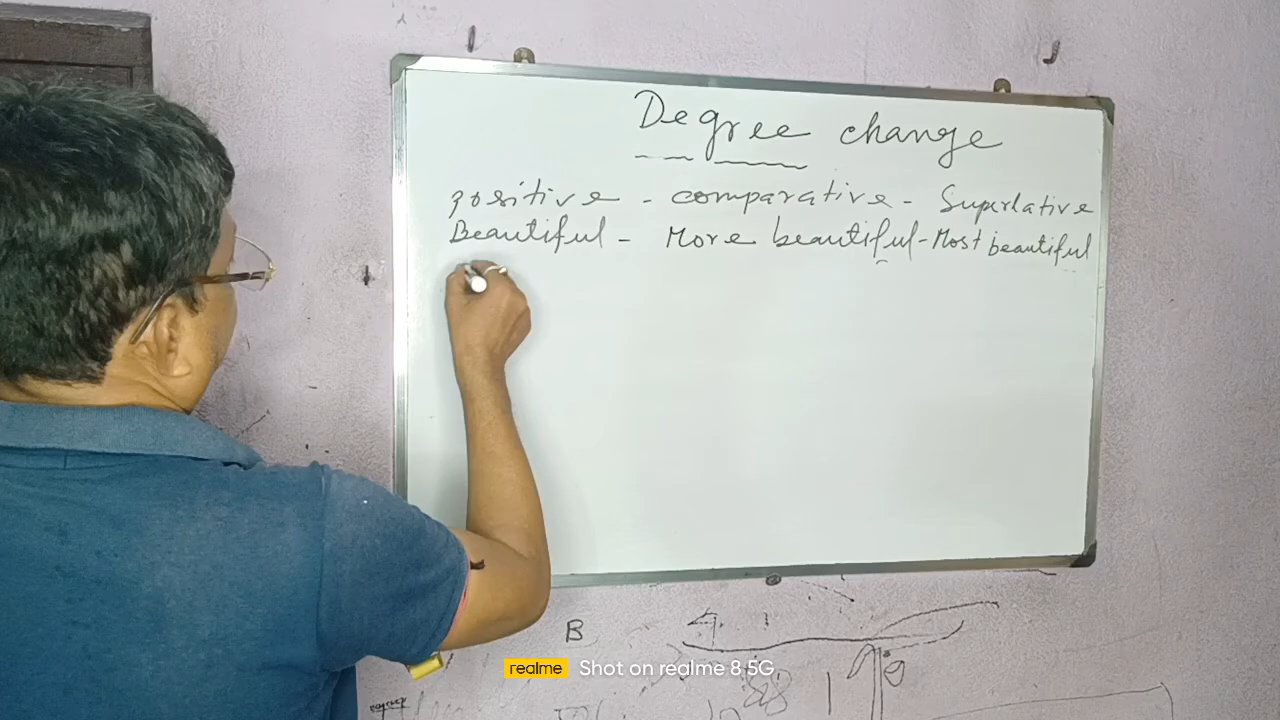 Degree change
positive - comparative - Superlative
Beautiful - More beautiful - Most beautiful
B
realme Shot on realme 8 5G